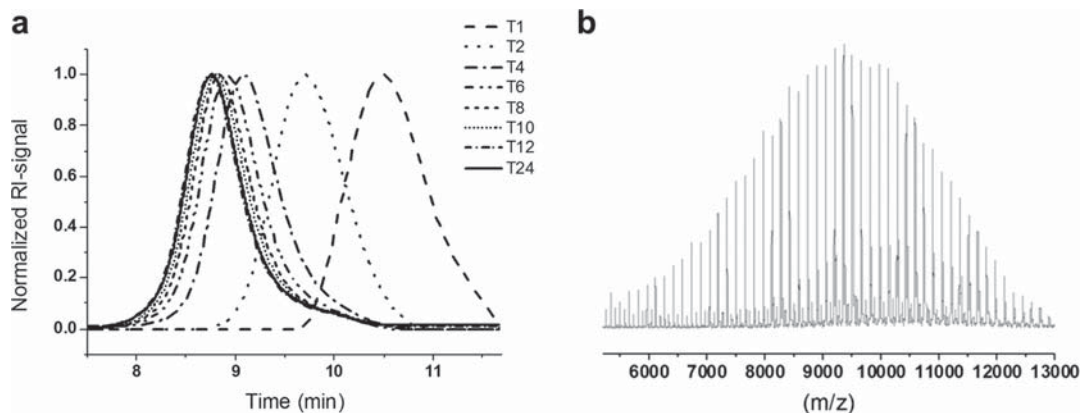 a
T1
T2
T4
T6
T8
T10
T12
T24
Normalized RI-signal
1.0
0.8
0.6
0.4
0.2
0.0
8 9 10 11
Time (min)
b
6000 7000 8000 9000 10000 11000 12000 13000
(m/z)